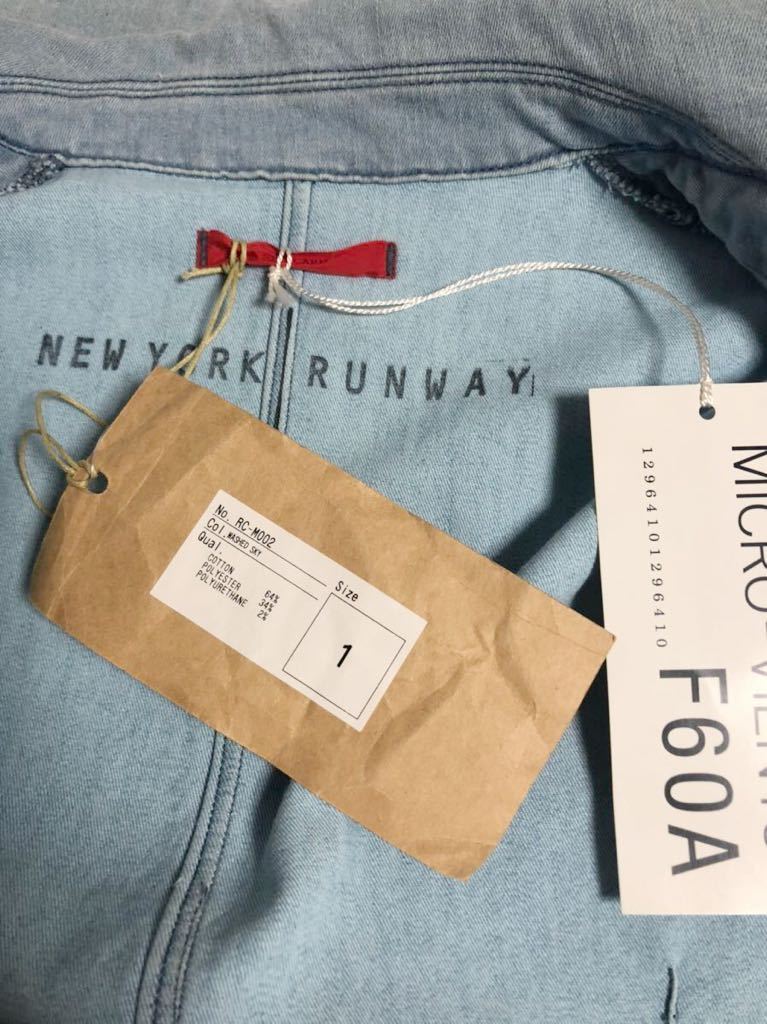 NEW YORK RUNWAY
No. RC-M002
Col. WASHED SKY
Qual.
COTTON 64%
POLYESTER 34%
POLYURETHANE 2%
Size
1
12964101296410
F60A